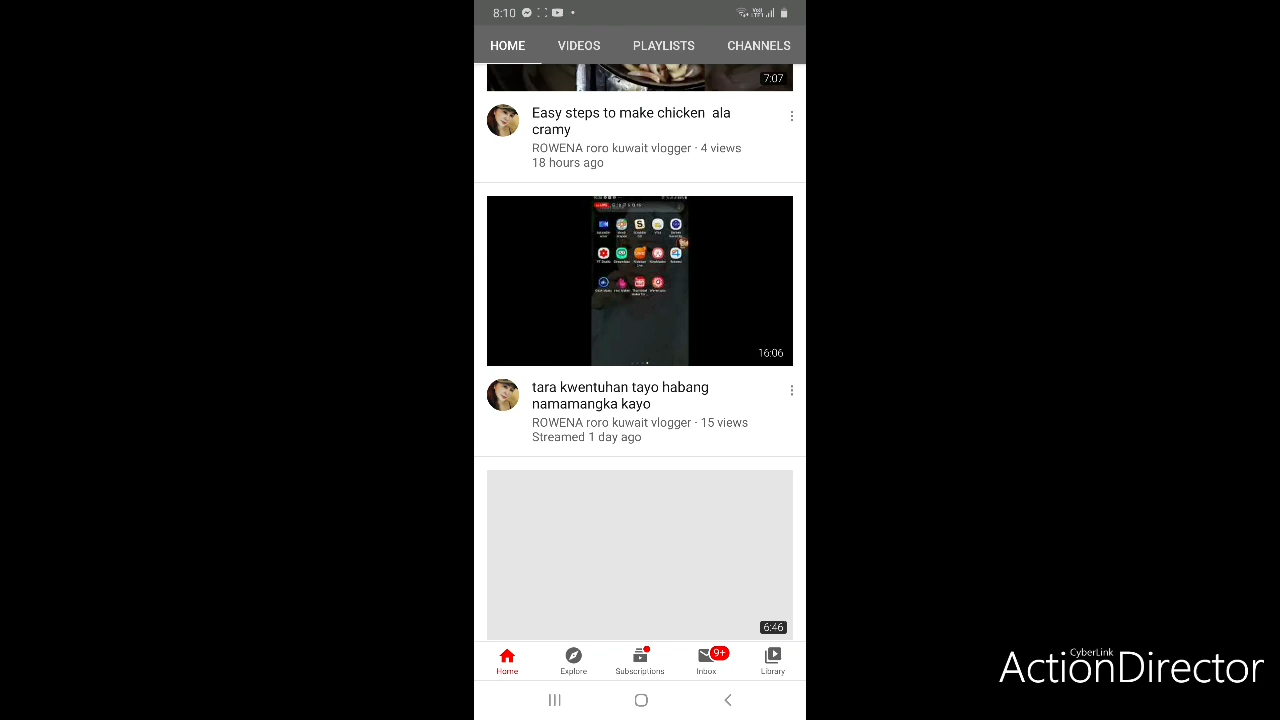 8:10
HOME VIDEOS PLAYLISTS CHANNELS
7:07
Easy steps to make chicken ala
cramy
ROWENA roro kuwait vlogger · 4 views
18 hours ago
16:06
tara kwentuhan tayo habang
namamangka kayo
ROWENA roro kuwait vlogger · 15 views
Streamed 1 day ago
6:46
9+
Home Explore Subscriptions Inbox Library
CyberLink
ActionDirector